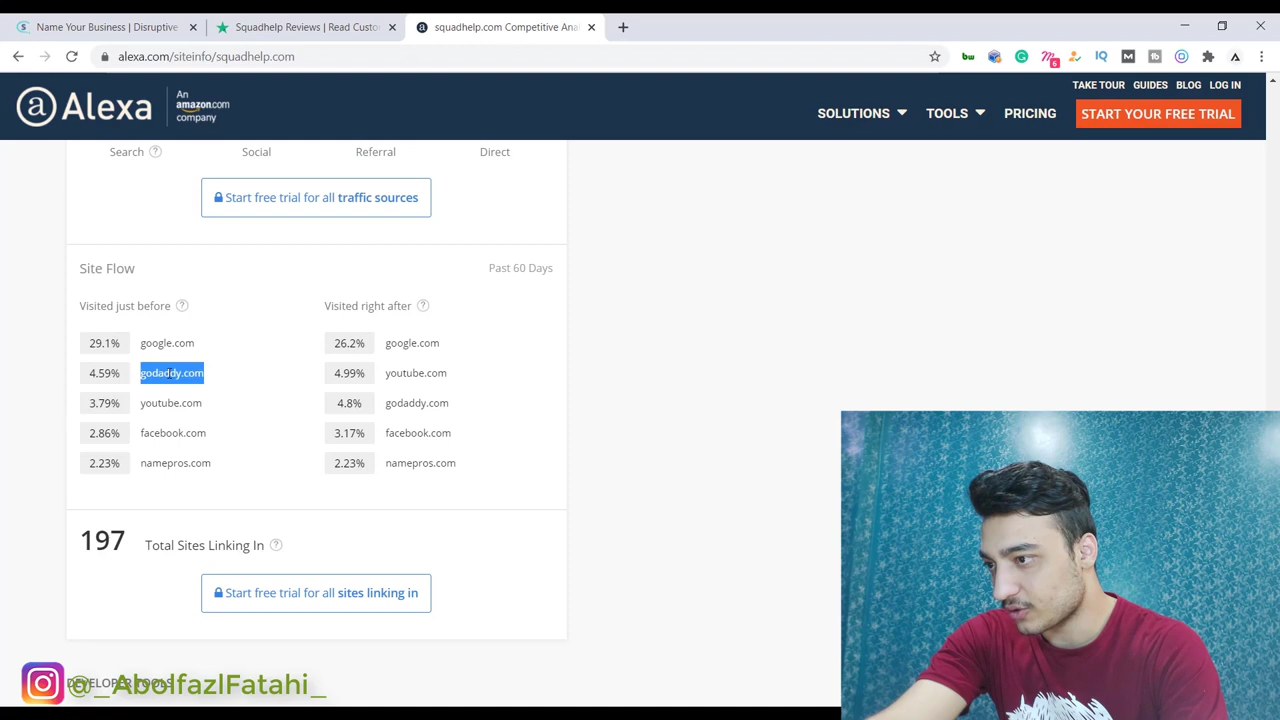 Name Your Business | Disruptive
Squadhelp Reviews | Read Custo
squadhelp.com Competitive Ana
alexa.com/siteinfo/squadhelp.com
Alexa
An
amazon.com
company
TAKE TOUR GUIDES BLOG LOG IN
SOLUTIONS TOOLS PRICING START YOUR FREE TRIAL
Search Social Referral Direct
Start free trial for all traffic sources
Site Flow Past 60 Days
Visited just before Visited right after
29.1% google.com 26.2% google.com
4.59% godaddy.com 4.99% youtube.com
3.79% youtube.com 4.8% godaddy.com
2.86% facebook.com 3.17% facebook.com
2.23% namepros.com 2.23% namepros.com
197 Total Sites Linking In
Start free trial for all sites linking in
@_AbolfazlFatahi_